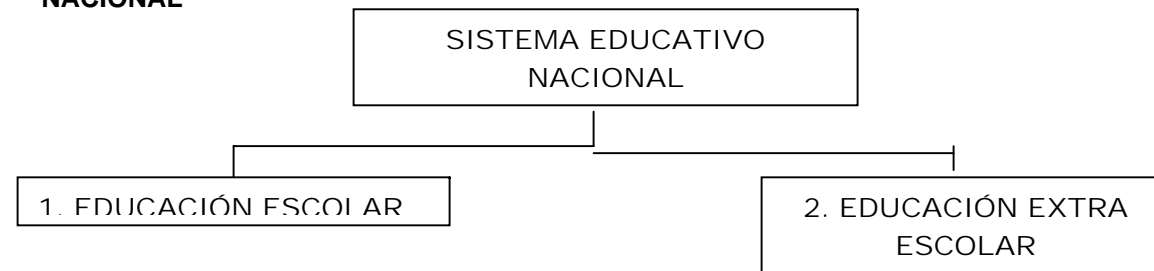 NACIONAL
SISTEMA EDUCATIVO
NACIONAL
1. EDUCACIÓN ESCOLAR
2. EDUCACIÓN EXTRA
ESCOLAR